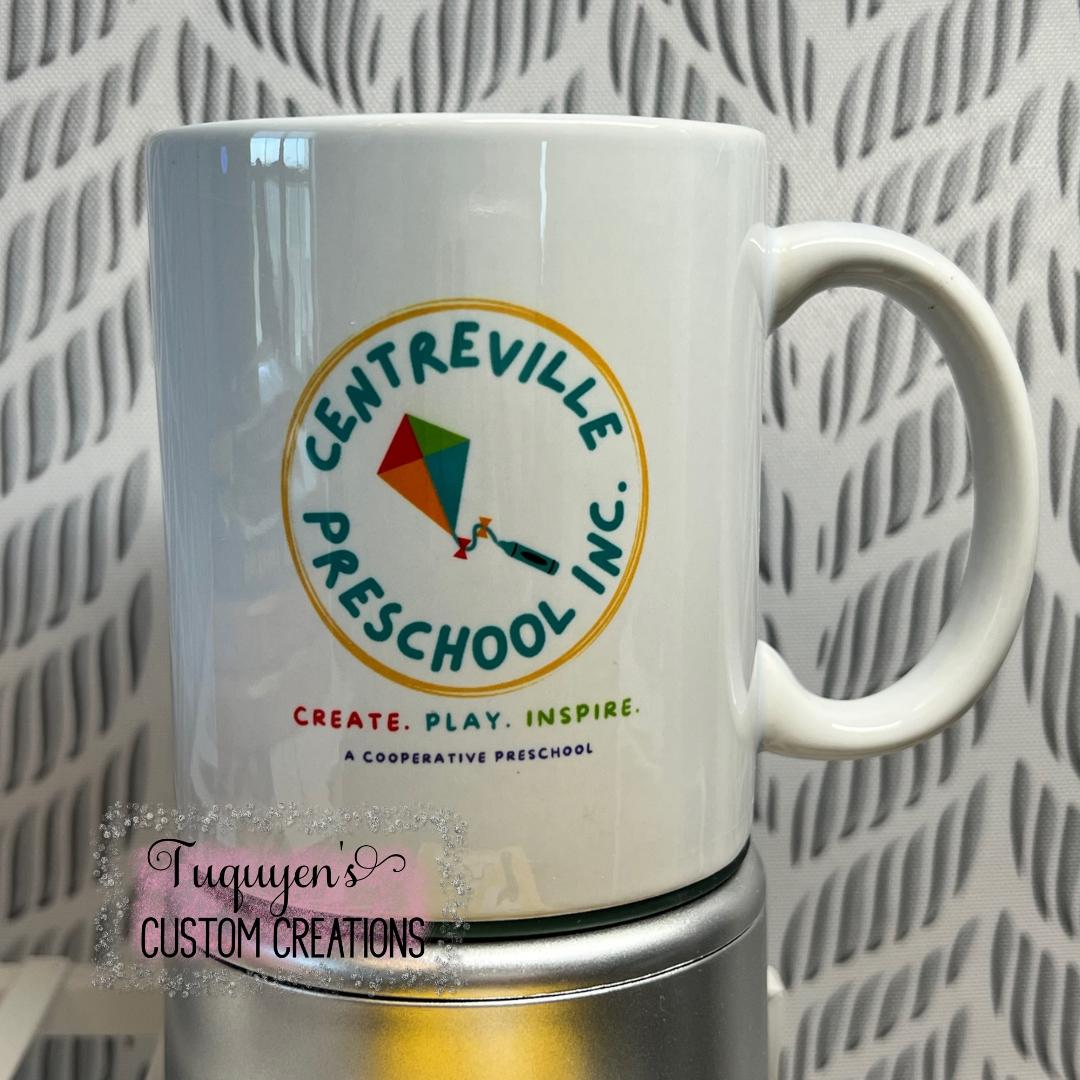 CENTREVILLE
PRESCHOOL INC.
CREATE. PLAY. INSPIRE.
A COOPERATIVE PRESCHOOL
Tuquyen's
CUSTOM CREATIONS